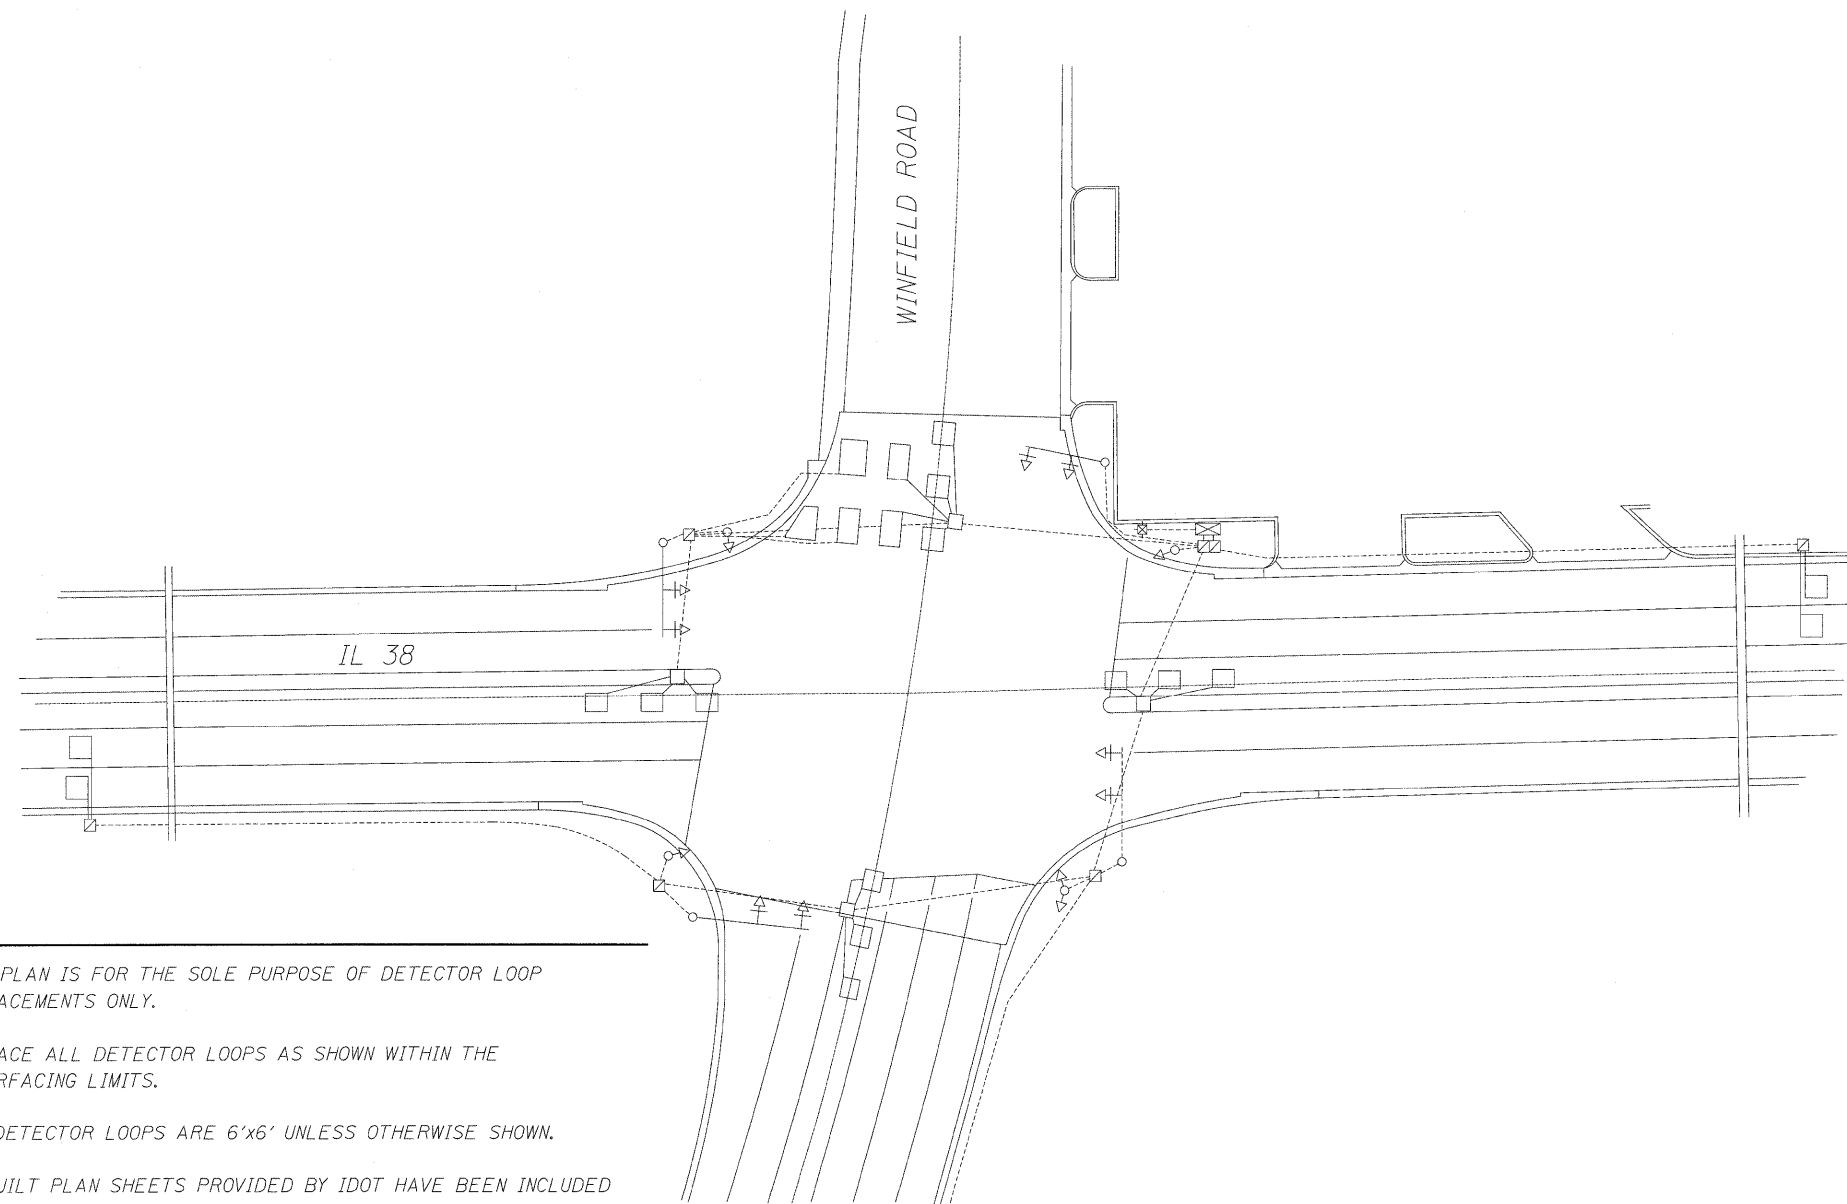 WINFIELD ROAD
IL 38
PLAN IS FOR THE SOLE PURPOSE OF DETECTOR LOOP
ACEMENTS ONLY.
ACE ALL DETECTOR LOOPS AS SHOWN WITHIN THE
RFACING LIMITS.
DETECTOR LOOPS ARE 6'x6' UNLESS OTHERWISE SHOWN.
UILT PLAN SHEETS PROVIDED BY IDOT HAVE BEEN INCLUDED